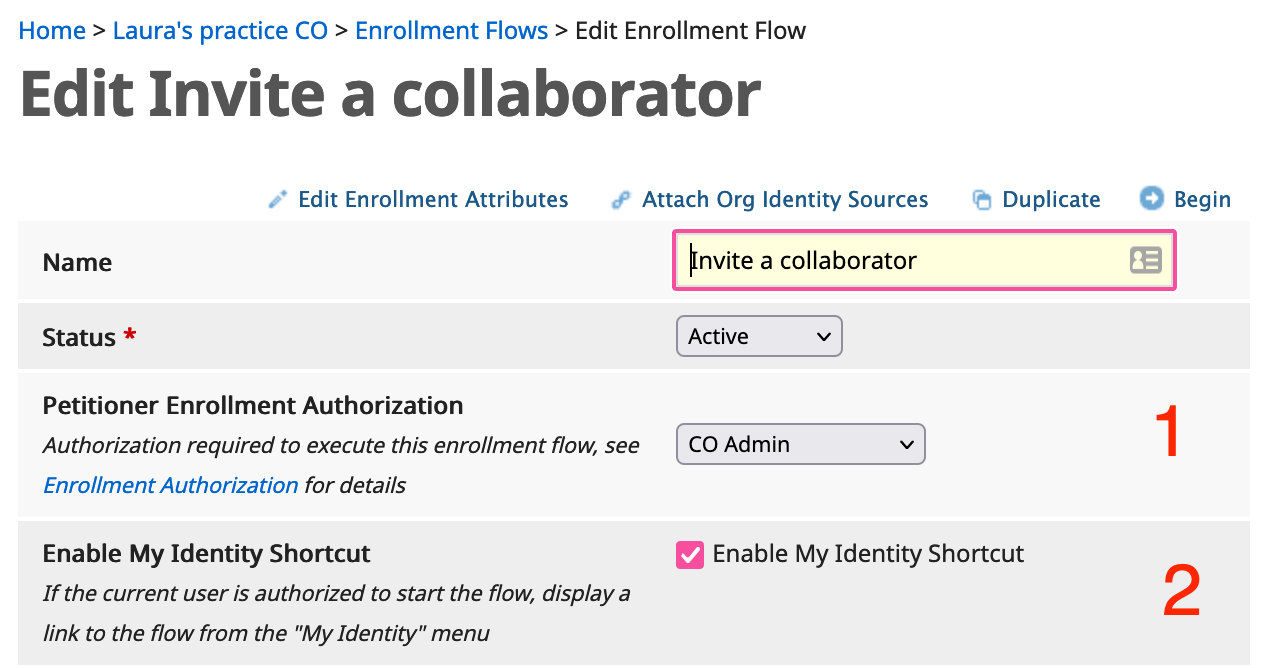 Home > Laura's practice CO > Enrollment Flows > Edit Enrollment Flow
Edit Invite a collaborator
Edit Enrollment Attributes Attach Org Identity Sources Duplicate Begin
Name Invite a collaborator
Status * Active
Petitioner Enrollment Authorization
Authorization required to execute this enrollment flow, see
Enrollment Authorization for details
CO Admin
1
Enable My Identity Shortcut
If the current user is authorized to start the flow, display a
link to the flow from the "My Identity" menu
Enable My Identity Shortcut
2